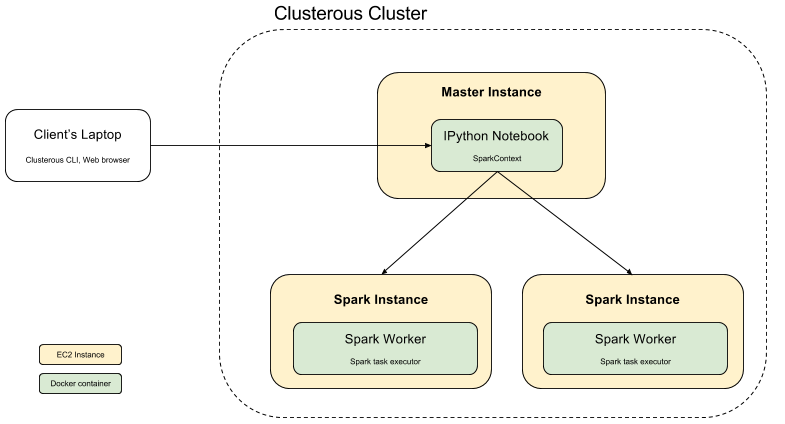 Clusterous Cluster
Master Instance
IPython Notebook
SparkContext
Client's Laptop
Clusterous CLI, Web browser
Spark Instance
Spark Worker
Spark task executor
Spark Instance
Spark Worker
Spark task executor
EC2 Instance
Docker container